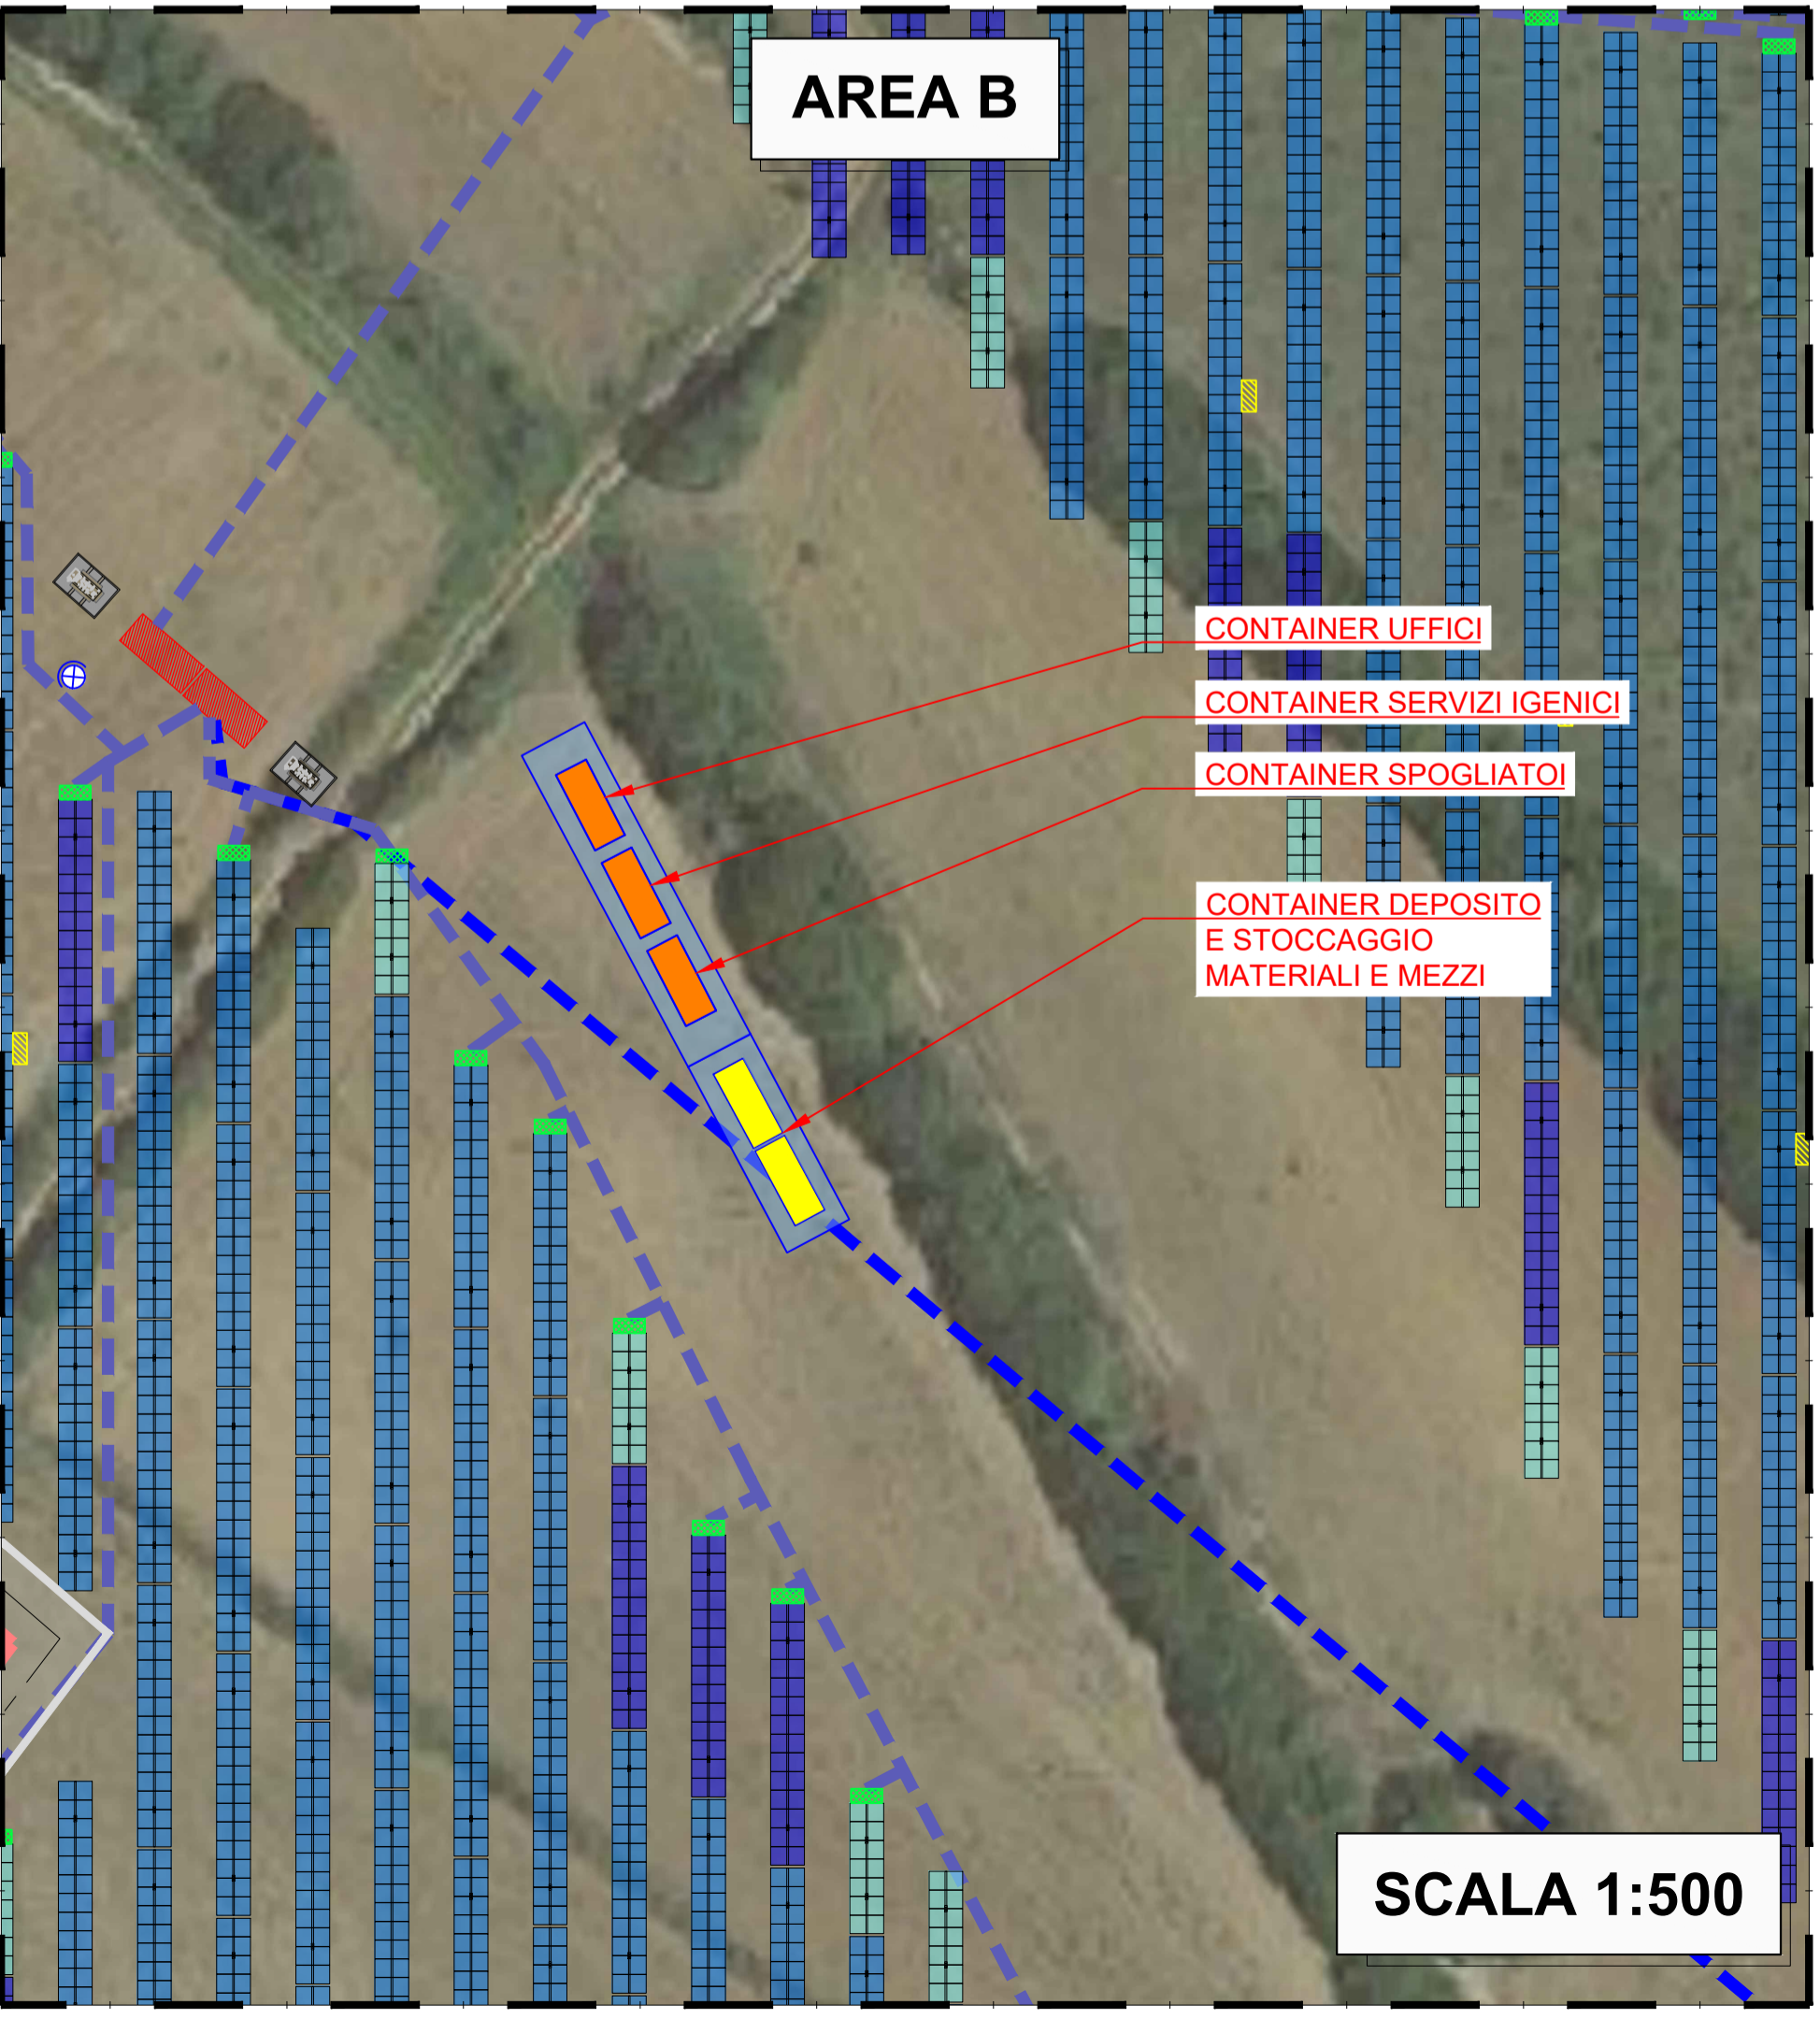 AREA B
CONTAINER UFFICI
CONTAINER SERVIZI IGENICI
CONTAINER SPOGLIATOI
CONTAINER DEPOSITO
E STOCCAGGIO
MATERIALI E MEZZI
SCALA 1:500